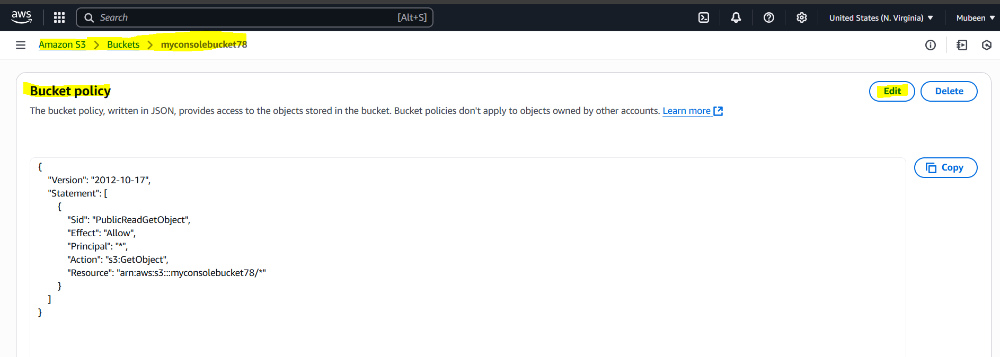 aws
Search [Alt+S]
United States (N. Virginia)
Mubeen
Amazon S3 > Buckets > myconsolebucket78
Bucket policy
Edit
Delete
The bucket policy, written in JSON, provides access to the objects stored in the bucket. Bucket policies don't apply to objects owned by other accounts. Learn more
Copy
{
"Version": "2012-10-17",
"Statement": [
{
"Sid": "PublicReadGetObject",
"Effect": "Allow",
"Principal": "*",
"Action": "s3:GetObject",
"Resource": "arn:aws:s3:::myconsolebucket78/*"
}
]
}